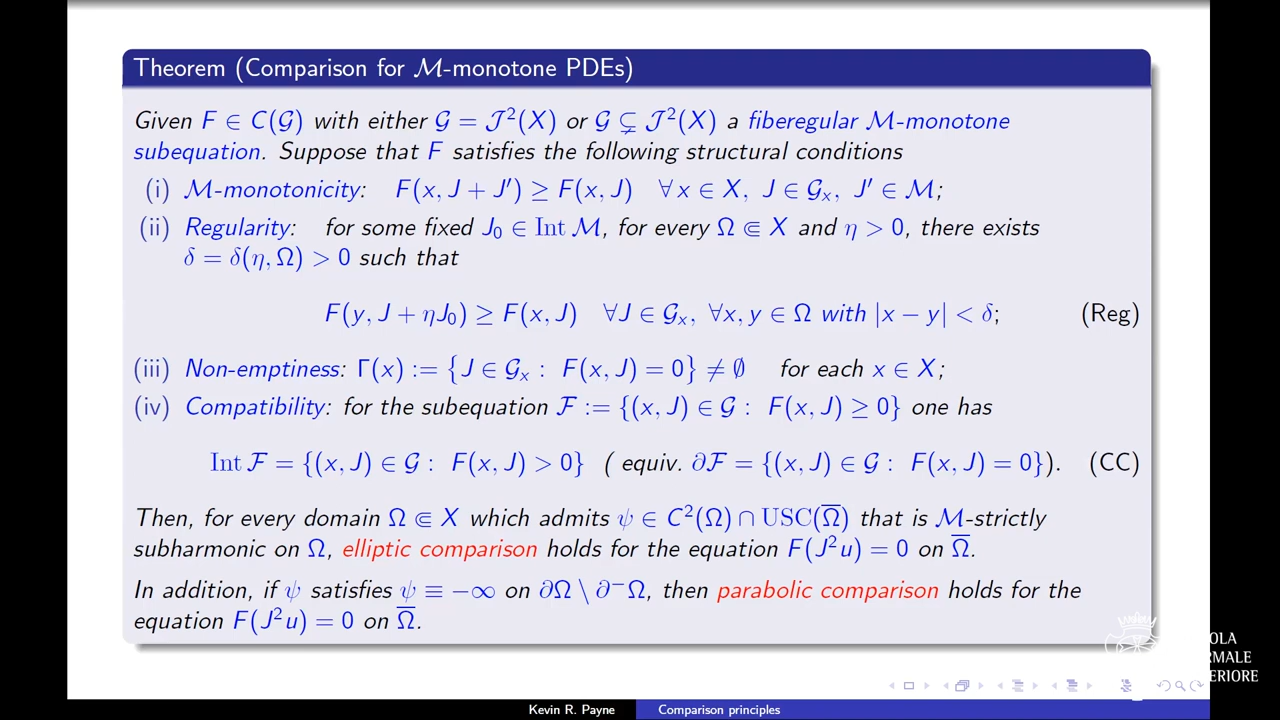 Theorem (Comparison for ℳ-monotone PDEs)
Given F ∈ C(𝒢) with either 𝒢 = 𝒥²(X) or 𝒢 ⊊ 𝒥²(X) a fiberegular ℳ-monotone
subequation. Suppose that F satisfies the following structural conditions
(i) ℳ-monotonicity: F(x, J + J′) ≥ F(x, J) ∀ x ∈ X, J ∈ 𝒢ₓ, J′ ∈ ℳ;
(ii) Regularity: for some fixed J₀ ∈ Int ℳ, for every Ω ⋐ X and η > 0, there exists
δ = δ(η, Ω) > 0 such that
F(y, J + ηJ₀) ≥ F(x, J) ∀J ∈ 𝒢ₓ, ∀x, y ∈ Ω with |x − y| < δ; (Reg)
(iii) Non-emptiness: Γ(x) := {J ∈ 𝒢ₓ : F(x, J) = 0} ≠ ∅ for each x ∈ X;
(iv) Compatibility: for the subequation ℱ := {(x, J) ∈ 𝒢 : F(x, J) ≥ 0} one has
Int ℱ = {(x, J) ∈ 𝒢 : F(x, J) > 0} ( equiv. ∂ℱ = {(x, J) ∈ 𝒢 : F(x, J) = 0}). (CC)
Then, for every domain Ω ⋐ X which admits ψ ∈ C²(Ω) ∩ USC(Ω̅) that is ℳ-strictly
subharmonic on Ω, elliptic comparison holds for the equation F(J²u) = 0 on Ω̅.
In addition, if ψ satisfies ψ ≡ −∞ on ∂Ω \ ∂⁻Ω, then parabolic comparison holds for the
equation F(J²u) = 0 on Ω̅.
OLA
RMALE
ERIORE
Kevin R. Payne Comparison principles